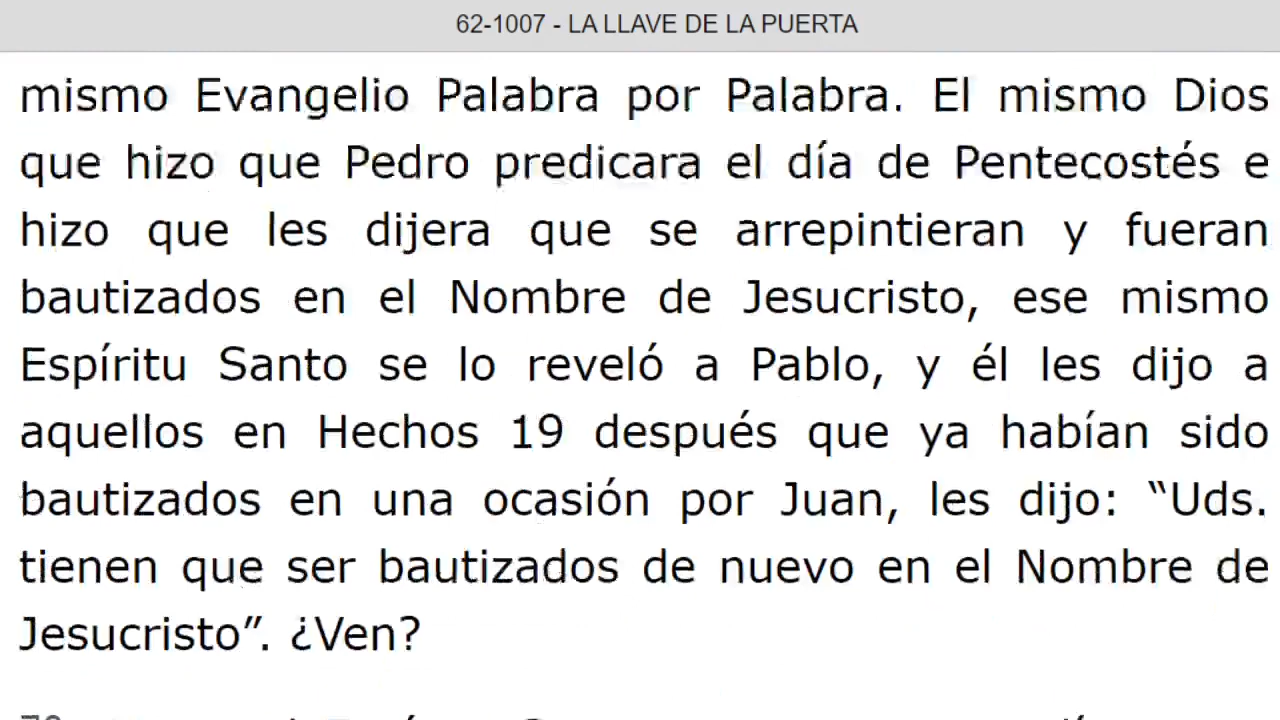 62-1007 - LA LLAVE DE LA PUERTA
mismo Evangelio Palabra por Palabra. El mismo Dios
que hizo que Pedro predicara el día de Pentecostés e
hizo que les dijera que se arrepintieran y fueran
bautizados en el Nombre de Jesucristo, ese mismo
Espíritu Santo se lo reveló a Pablo, y él les dijo a
aquellos en Hechos 19 después que ya habían sido
bautizados en una ocasión por Juan, les dijo: “Uds.
tienen que ser bautizados de nuevo en el Nombre de
Jesucristo”. ¿Ven?